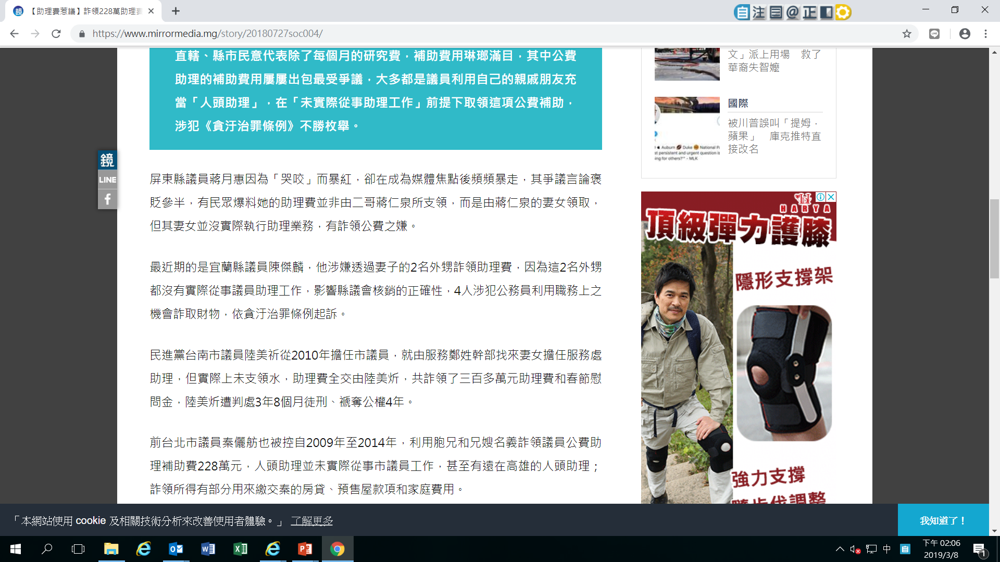 【助理費惹議】詐領228萬助理費
自注@正
https://www.mirrormedia.mg/story/20180727soc004/
直轄、縣市民意代表除了每個月的研究費，補助費用琳瑯滿目，其中公費
助理的補助費用屢屢出包最受爭議，大多都是議員利用自己的親戚朋友充
當「人頭助理」，在「未實際從事助理工作」前提下取領這項公費補助，
涉犯《貪汙治罪條例》不勝枚舉。
鏡
LINE
f
屏東縣議員蔣月惠因為「哭咬」而暴紅，卻在成為媒體焦點後頻頻暴走，其爭議言論褒
貶參半，有民眾爆料她的助理費並非由二哥蔣仁泉所支領，而是由蔣仁泉的妻女領取，
但其妻女並沒實際執行助理業務，有詐領公費之嫌。
最近期的是宜蘭縣議員陳傑麟，他涉嫌透過妻子的2名外甥詐領助理費，因為這2名外甥
都沒有實際從事議員助理工作，影響縣議會核銷的正確性，4人涉犯公務員利用職務上之
機會詐取財物，依貪汙治罪條例起訴。
民進黨台南市議員陸美祈從2010年擔任市議員，就由服務鄭姓幹部找來妻女擔任服務處
助理，但實際上未支領水，助理費全交由陸美炘，共詐領了三百多萬元助理費和春節慰
問金，陸美炘遭判處3年8個月徒刑、褫奪公權4年。
前台北市議員秦儷舫也被控自2009年至2014年，利用胞兄和兄嫂名義詐領議員公費助
理補助費228萬元，人頭助理並未實際從事市議員工作，甚至有遠在高雄的人頭助理；
詐領所得有部分用來繳交秦的房貸、預售屋款項和家庭費用。
文」派上用場　救了
華裔失智嬤
國際
被川普誤叫「提姆．
蘋果」　庫克推特直
接改名
Auburn Duke National Pa
st persistent and urgent question is
ing for others?'" - MLK
HARYA
頂級彈力護膝
隱形支撐架
強力支撐
隨步伐調整
「本網站使用 cookie 及相關技術分析來改善使用者體驗。」 了解更多
我知道了！
中
自
下午 02:06
2019/3/8
1